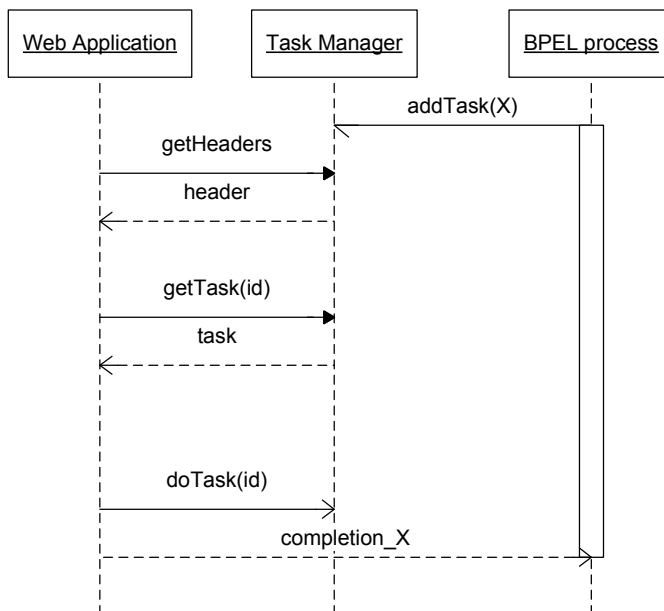 Web Application
Task Manager
BPEL process
addTask(X)
getHeaders
header
getTask(id)
task
doTask(id)
completion_X